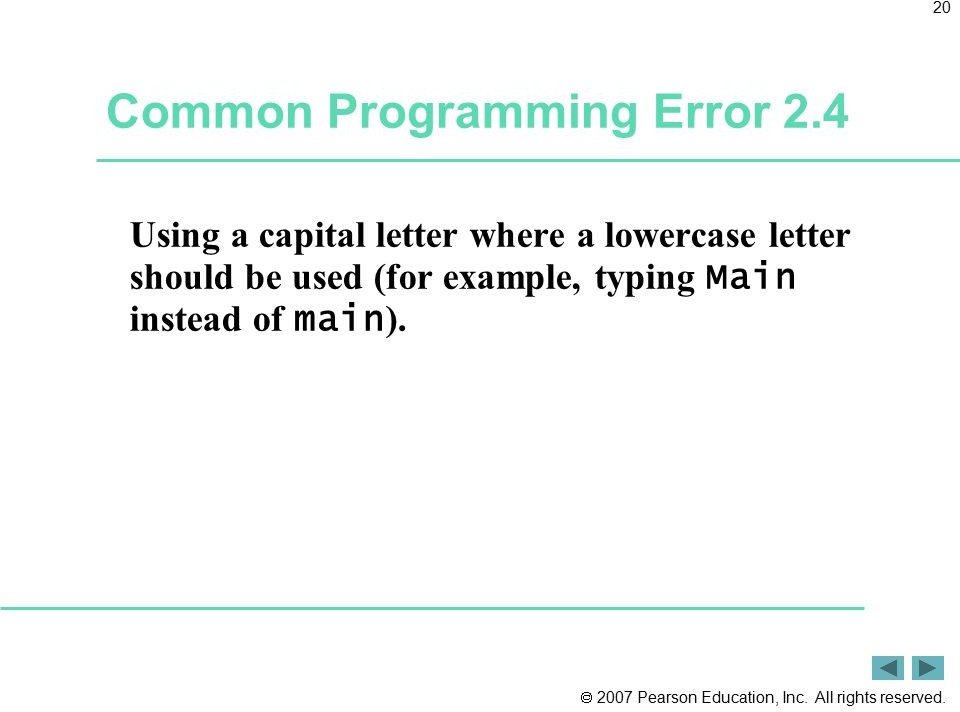 20
Common Programming Error 2.4
Using a capital letter where a lowercase letter
should be used (for example, typing Main
instead of main).
© 2007 Pearson Education, Inc. All rights reserved.